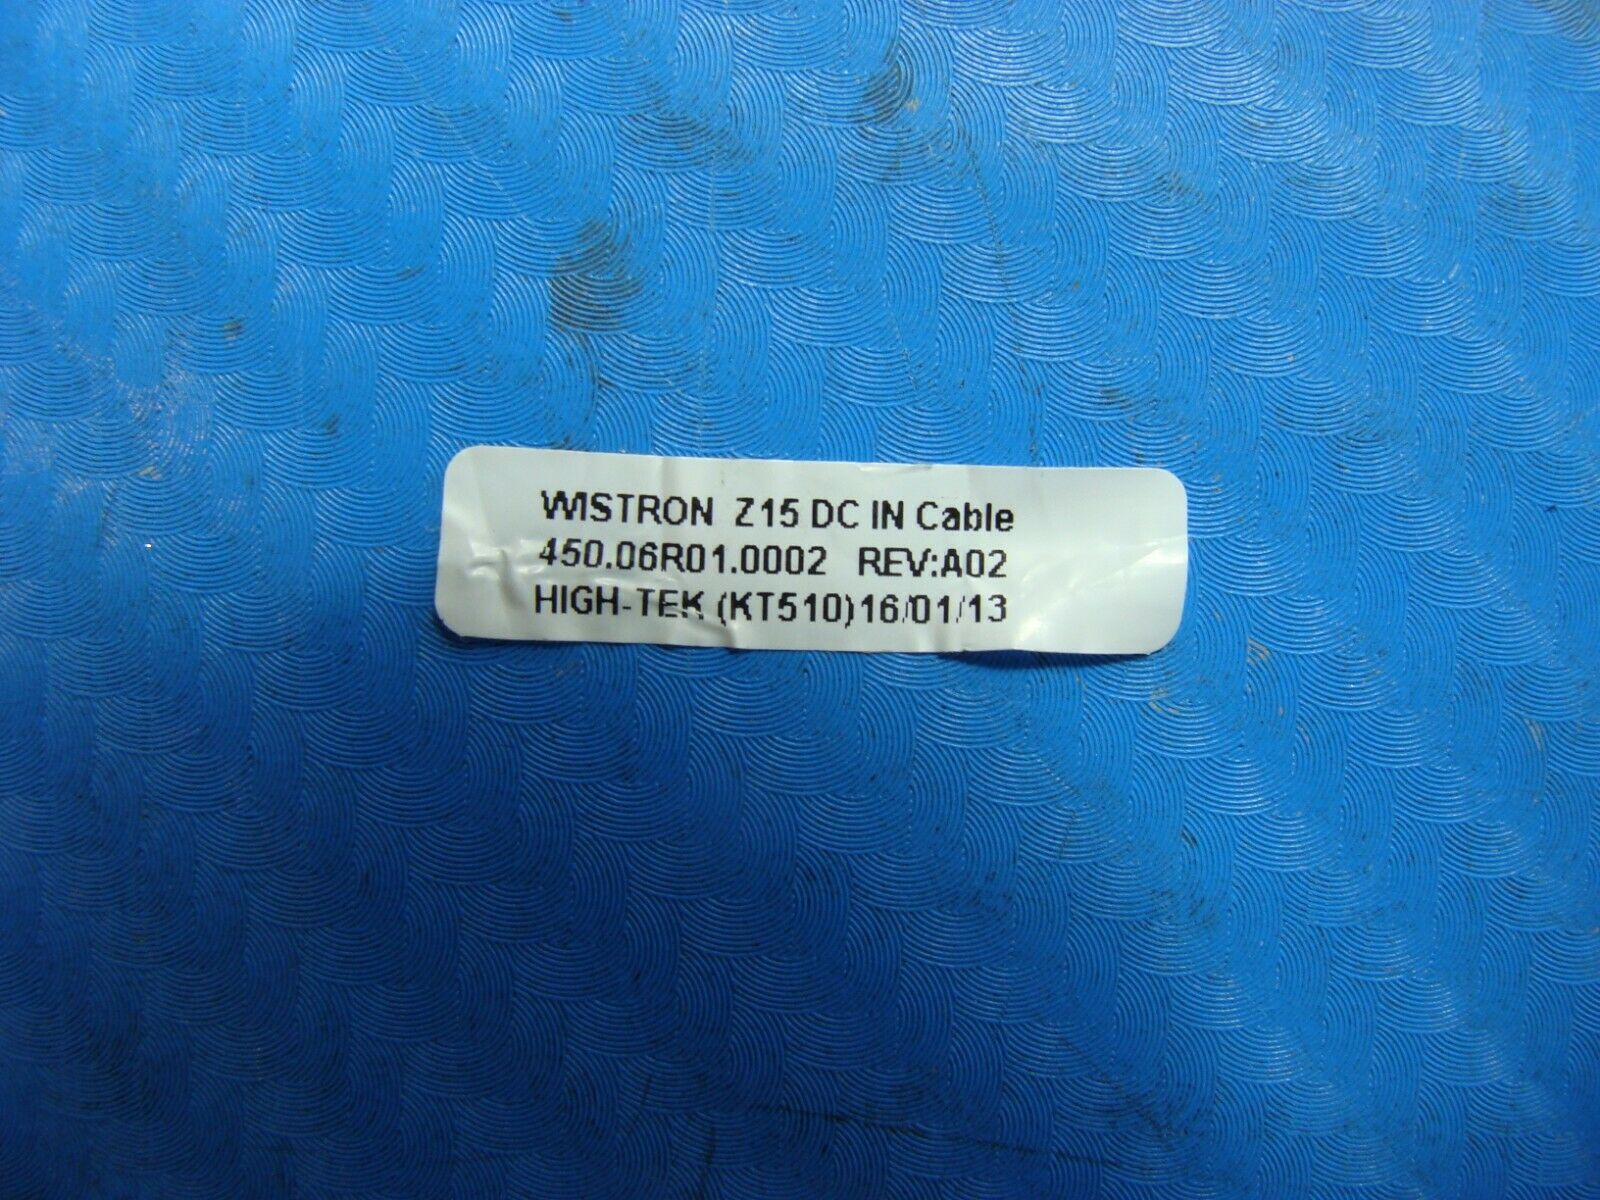 WISTRON Z15 DC IN Cable
450.06R01.0002 REV:A02
HIGH-TEK (KT510)16/01/13